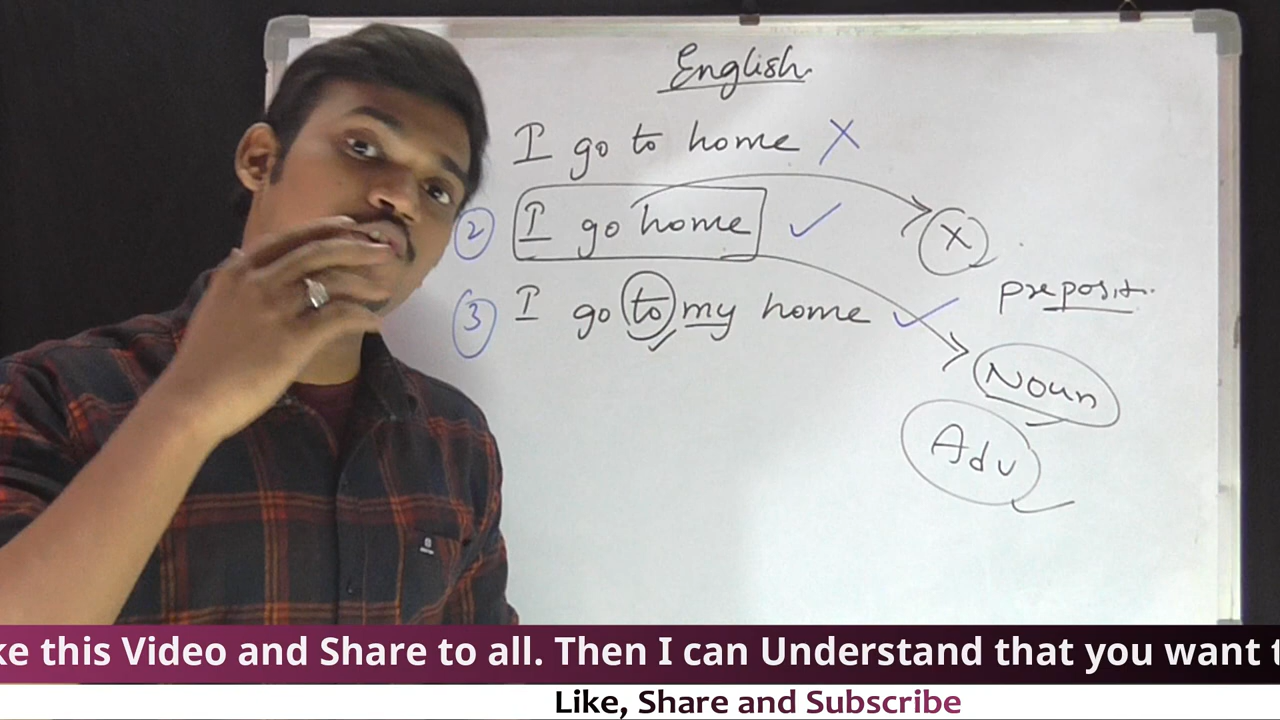 English.
I go to home X
② I go home ✓
X
③ I go to my home ✓
preposit..
Noun
Adv
ke this Video and Share to all. Then I can Understand that you want t
Like, Share and Subscribe